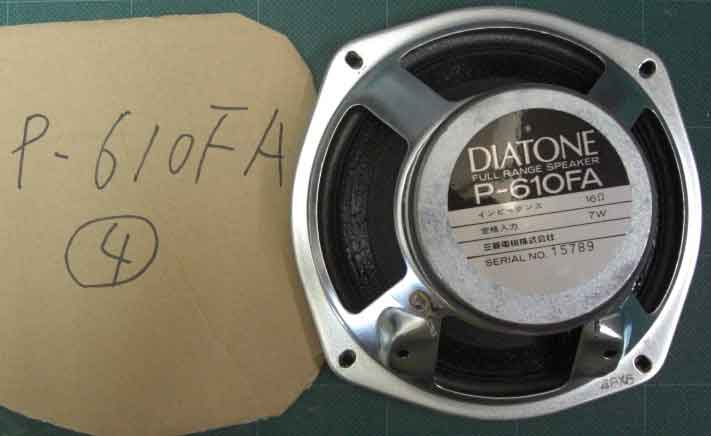 P-610FA
④
DIATONE
FULL RANGE SPEAKER
P-610FA
インピーダンス 16Ω
定格入力 7W
三菱電機株式会社
SERIAL NO. 15789